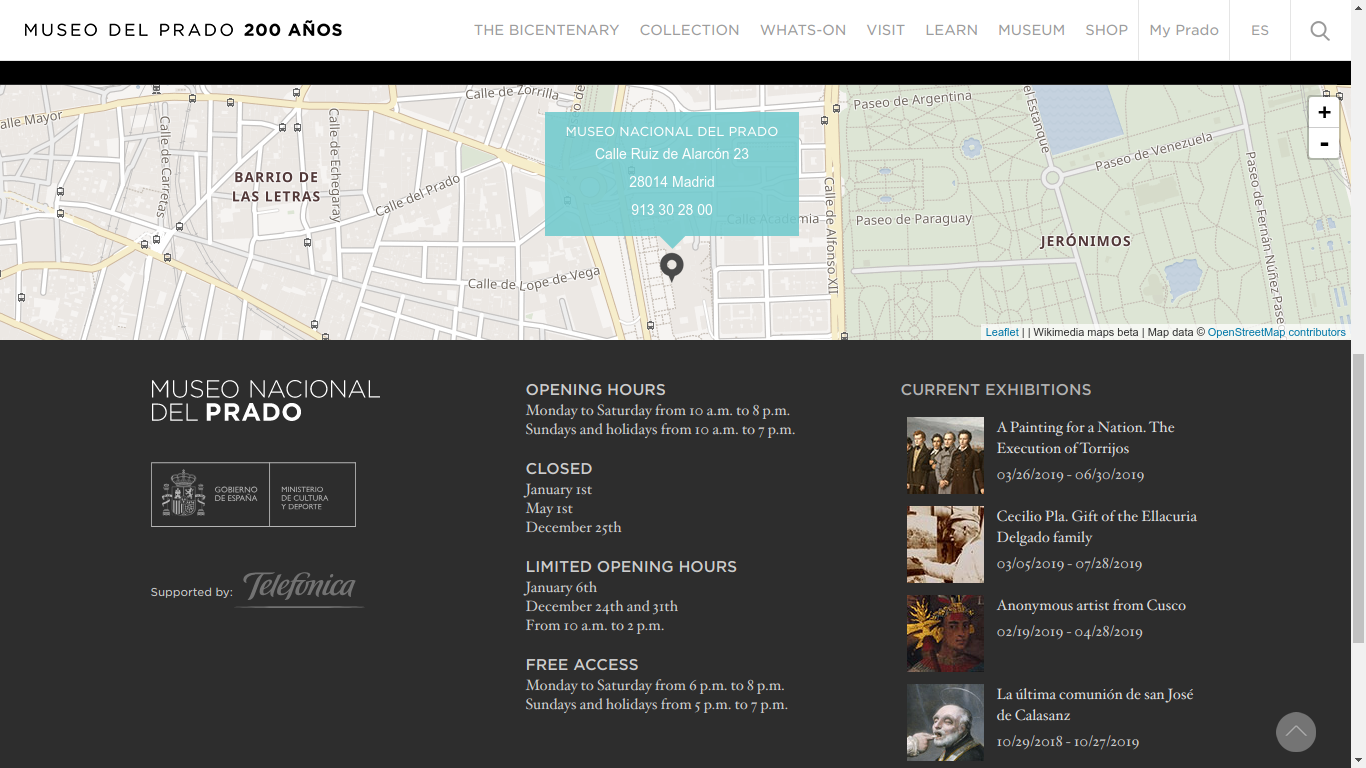 MUSEO DEL PRADO 200 AÑOS
THE BICENTENARY
COLLECTION
WHATS-ON
VISIT
LEARN
MUSEUM
SHOP
My Prado
ES
Calle de Zorrilla
Calle de Carretas
Calle de Echegaray
BARRIO DE
LAS LETRAS
Calle del Prado
Calle de Lope de Vega
MUSEO NACIONAL DEL PRADO
Calle Ruiz de Alarcón 23
28014 Madrid
913 30 28 00
Calle Academia
Calle de Alfonso XII
Paseo de Argentina
Estanque
Paseo de Venezuela
Paseo de Paraguay
JERÓNIMOS
Paseo de Fernán Núñez
Pase
+
-
Leaflet | | Wikimedia maps beta | Map data © OpenStreetMap contributors
MUSEO NACIONAL
DEL PRADO
GOBIERNO
DE ESPAÑA
MINISTERIO
DE CULTURA
Y DEPORTE
Supported by: Telefónica
OPENING HOURS
Monday to Saturday from 10 a.m. to 8 p.m.
Sundays and holidays from 10 a.m. to 7 p.m.
CLOSED
January 1st
May 1st
December 25th
LIMITED OPENING HOURS
January 6th
December 24th and 31th
From 10 a.m. to 2 p.m.
FREE ACCESS
Monday to Saturday from 6 p.m. to 8 p.m.
Sundays and holidays from 5 p.m. to 7 p.m.
CURRENT EXHIBITIONS
A Painting for a Nation. The
Execution of Torrijos
03/26/2019 - 06/30/2019
Cecilio Pla. Gift of the Ellacuria
Delgado family
03/05/2019 - 07/28/2019
Anonymous artist from Cusco
02/19/2019 - 04/28/2019
La última comunión de san José
de Calasanz
10/29/2018 - 10/27/2019